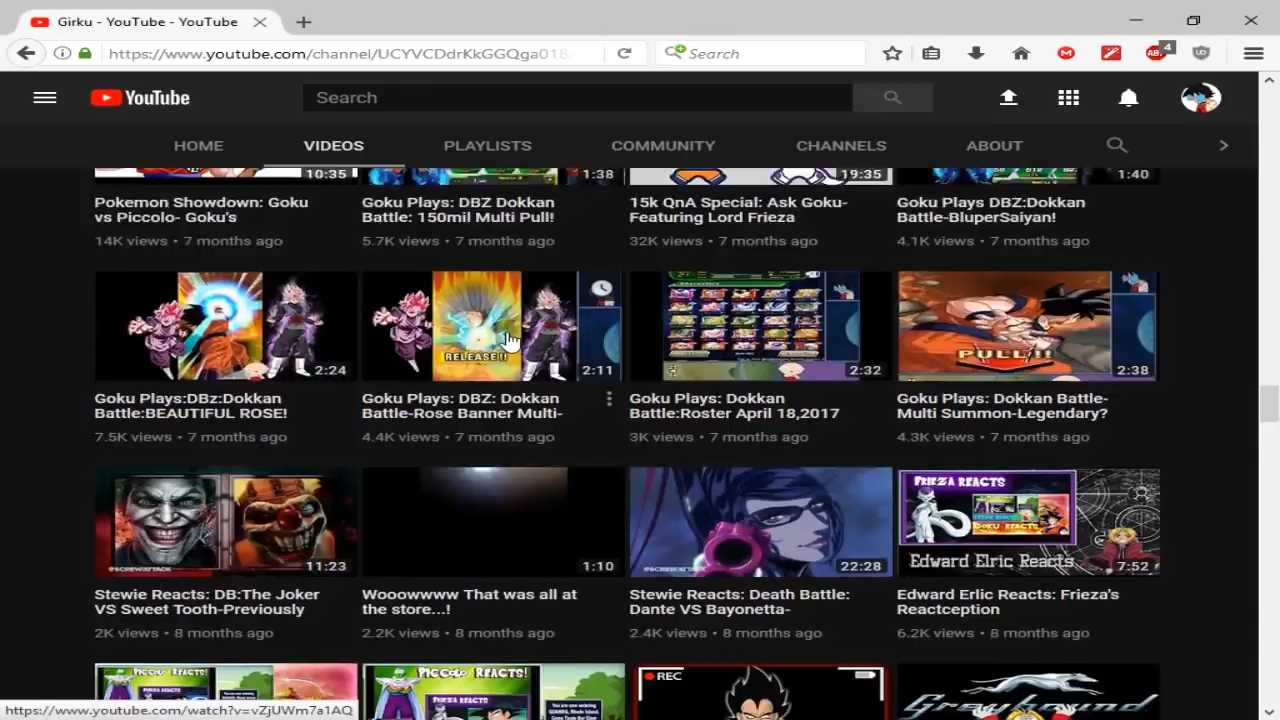 Girku - YouTube - YouTube
https://www.youtube.com/channel/UCYVCDdrKkGGQga01B
Search
4
YouTube
Search
HOME VIDEOS PLAYLISTS COMMUNITY CHANNELS ABOUT
10:35 1:38 19:35 1:40
Pokemon Showdown: Goku
vs Piccolo- Goku's
14K views • 7 months ago
Goku Plays: DBZ Dokkan
Battle: 150mil Multi Pull!
5.7K views • 7 months ago
15k QnA Special: Ask Goku-
Featuring Lord Frieza
32K views • 7 months ago
Goku Plays DBZ:Dokkan
Battle-BluperSaiyan!
4.1K views • 7 months ago
2:24
RELEASE!!
2:11
2:32
PULL!!!
2:38
Goku Plays:DBz:Dokkan
Battle:BEAUTIFUL ROSE!
7.5K views • 7 months ago
Goku Plays: DBZ: Dokkan
Battle-Rose Banner Multi-
4.4K views • 7 months ago
Goku Plays: Dokkan
Battle:Roster April 18,2017
3K views • 7 months ago
Goku Plays: Dokkan Battle-
Multi Summon-Legendary?
4.3K views • 7 months ago
@SCREWATTACK
11:23
1:10
@SCREWATTACK
22:28
FRIEZA REACTS
GOKU REACTS
Edward Elric Reacts
7:52
Stewie Reacts: DB:The Joker
VS Sweet Tooth-Previously
2K views • 8 months ago
Wooowwww That was all at
the store...!
2.2K views • 8 months ago
Stewie Reacts: Death Battle:
Dante VS Bayonetta-
2.4K views • 8 months ago
Edward Erlic Reacts: Frieza's
Reactception
6.2K views • 8 months ago
PICCOLO REACTS!
FRIEZA REACTS
PICCOLO REACTS!
FRIEZA REACTS
REC
Greyhound
https://www.youtube.com/watch?v=vZjUWm7a1AQ